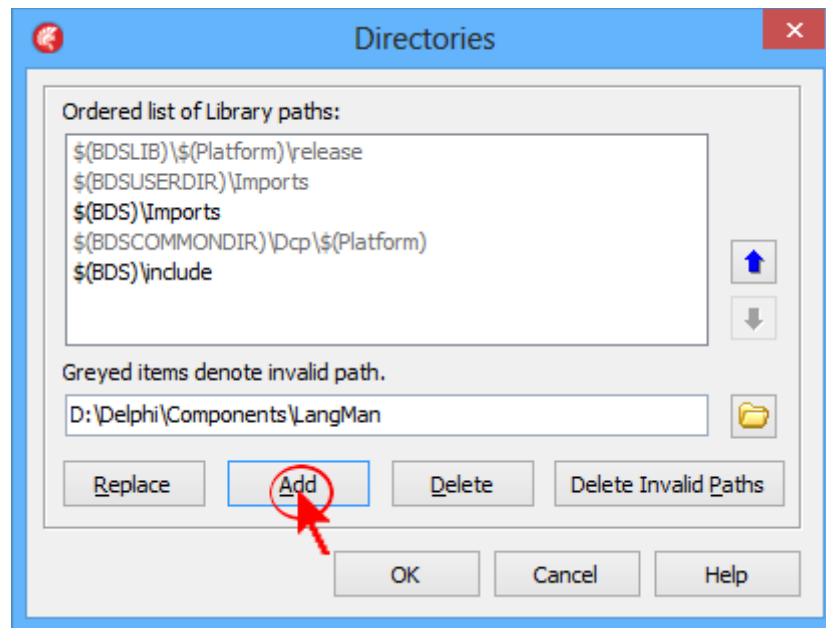 Directories
Ordered list of Library paths:
$(BDSLIB)\$(Platform)\release
$(BDSUSERDIR)\Imports
$(BDS)\Imports
$(BDSCOMMONDIR)\Dcp\$(Platform)
$(BDS)\include
Greyed items denote invalid path.
D:\Delphi\Components\LangMan
Replace Add Delete Delete Invalid Paths
OK Cancel Help